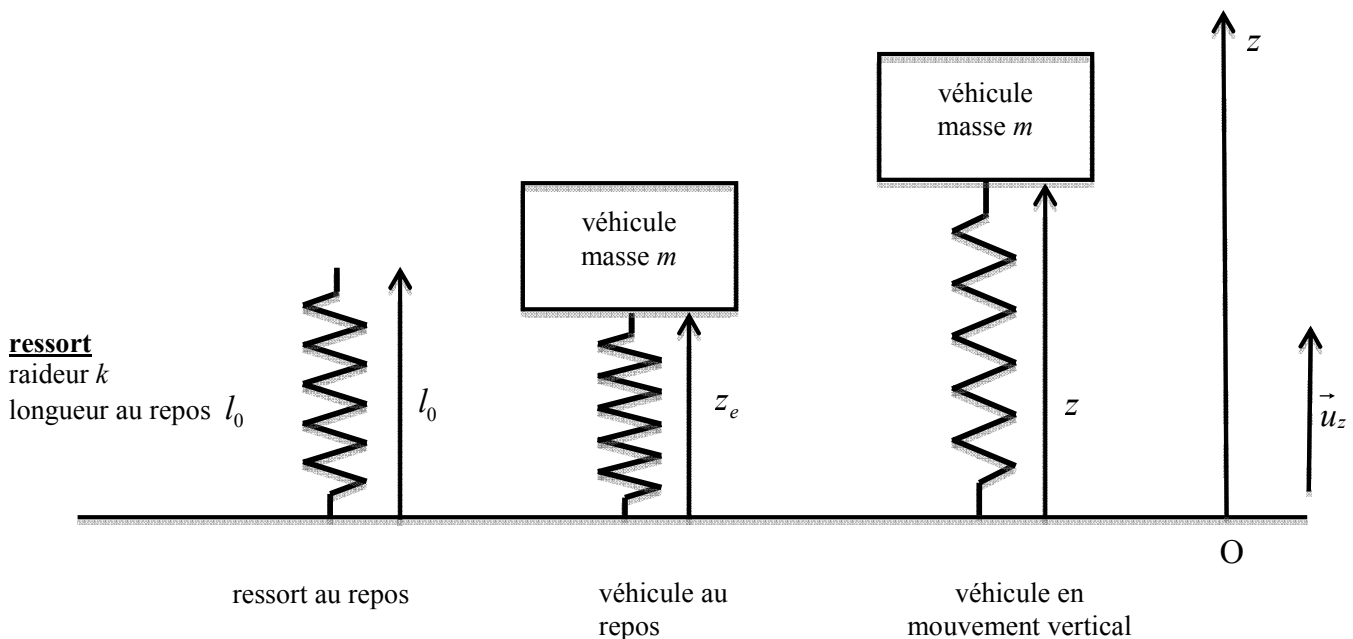 z
véhicule
masse m
véhicule
masse m
ressort
raideur k
longueur au repos l₀
l₀
zₑ
z
u⃗_z
O
ressort au repos
véhicule au
repos
véhicule en
mouvement vertical